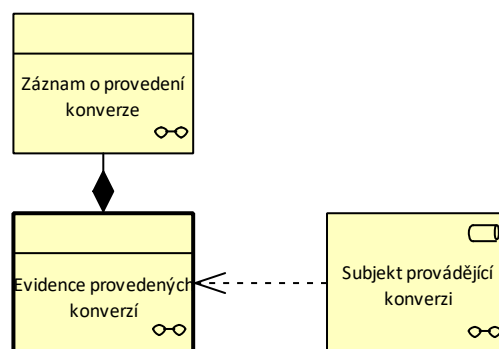 Záznam o provedení
konverze
Evidence provedených
konverzí
Subjekt provádějící
konverzi